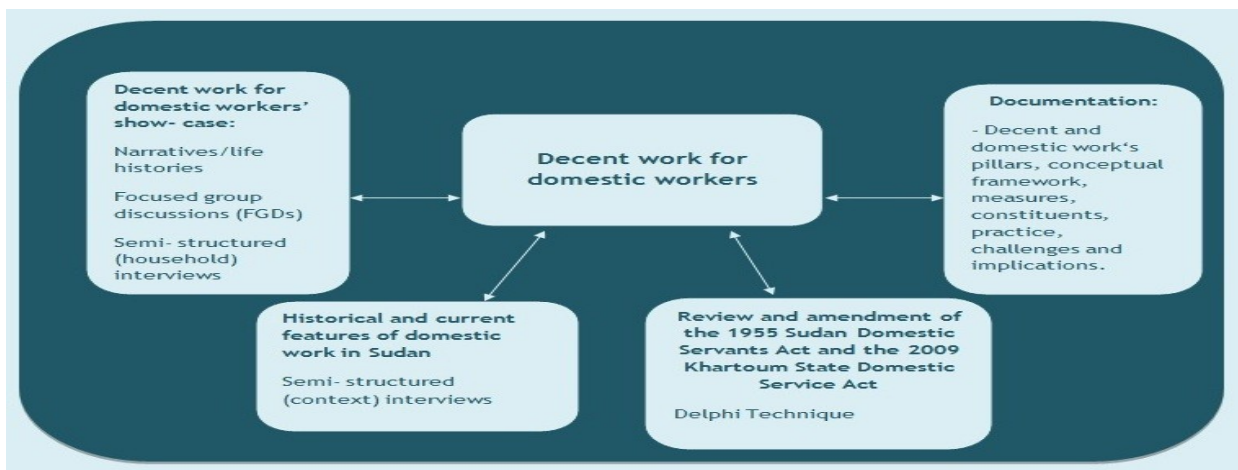 Decent work for
domestic workers'
show- case:
Narratives/life
histories
Focused group
discussions (FGDs)
Semi- structured
(household)
interviews
Decent work for
domestic workers
Documentation:
- Decent and
domestic work‘s
pillars, conceptual
framework,
measures,
constituents,
practice,
challenges and
implications.
Historical and current
features of domestic
work in Sudan
Semi- structured
(context) interviews
Review and amendment of
the 1955 Sudan Domestic
Servants Act and the 2009
Khartoum State Domestic
Service Act
Delphi Technique